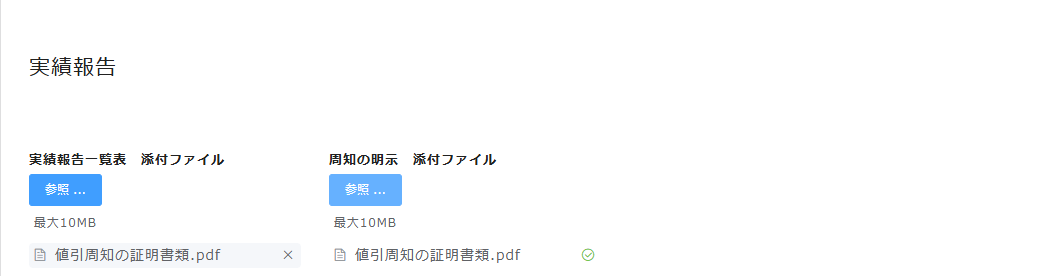 実績報告
実績報告一覧表　添付ファイル
周知の明示　添付ファイル
参照 ...
参照 ...
最大10MB
最大10MB
値引周知の証明書類.pdf
値引周知の証明書類.pdf